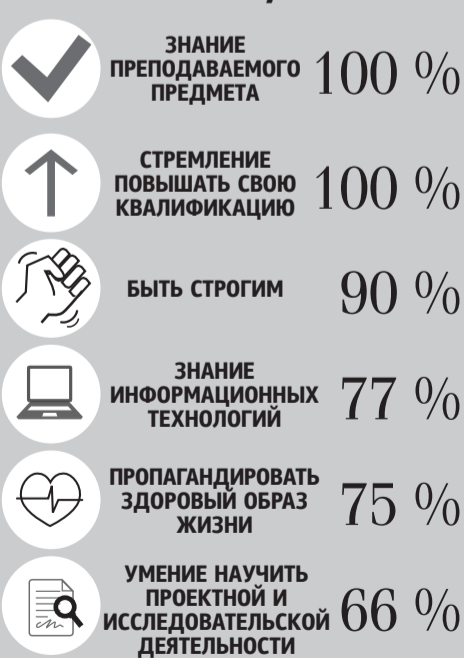 ЗНАНИЕ
ПРЕПОДАВАЕМОГО
ПРЕДМЕТА
100 %
СТРЕМЛЕНИЕ
ПОВЫШАТЬ СВОЮ
КВАЛИФИКАЦИЮ
100 %
БЫТЬ СТРОГИМ
90 %
ЗНАНИЕ
ИНФОРМАЦИОННЫХ
ТЕХНОЛОГИЙ
77 %
ПРОПАГАНДИРОВАТЬ
ЗДОРОВЫЙ ОБРАЗ
ЖИЗНИ
75 %
УМЕНИЕ НАУЧИТЬ
ПРОЕКТНОЙ И
ИССЛЕДОВАТЕЛЬСКОЙ
ДЕЯТЕЛЬНОСТИ
66 %